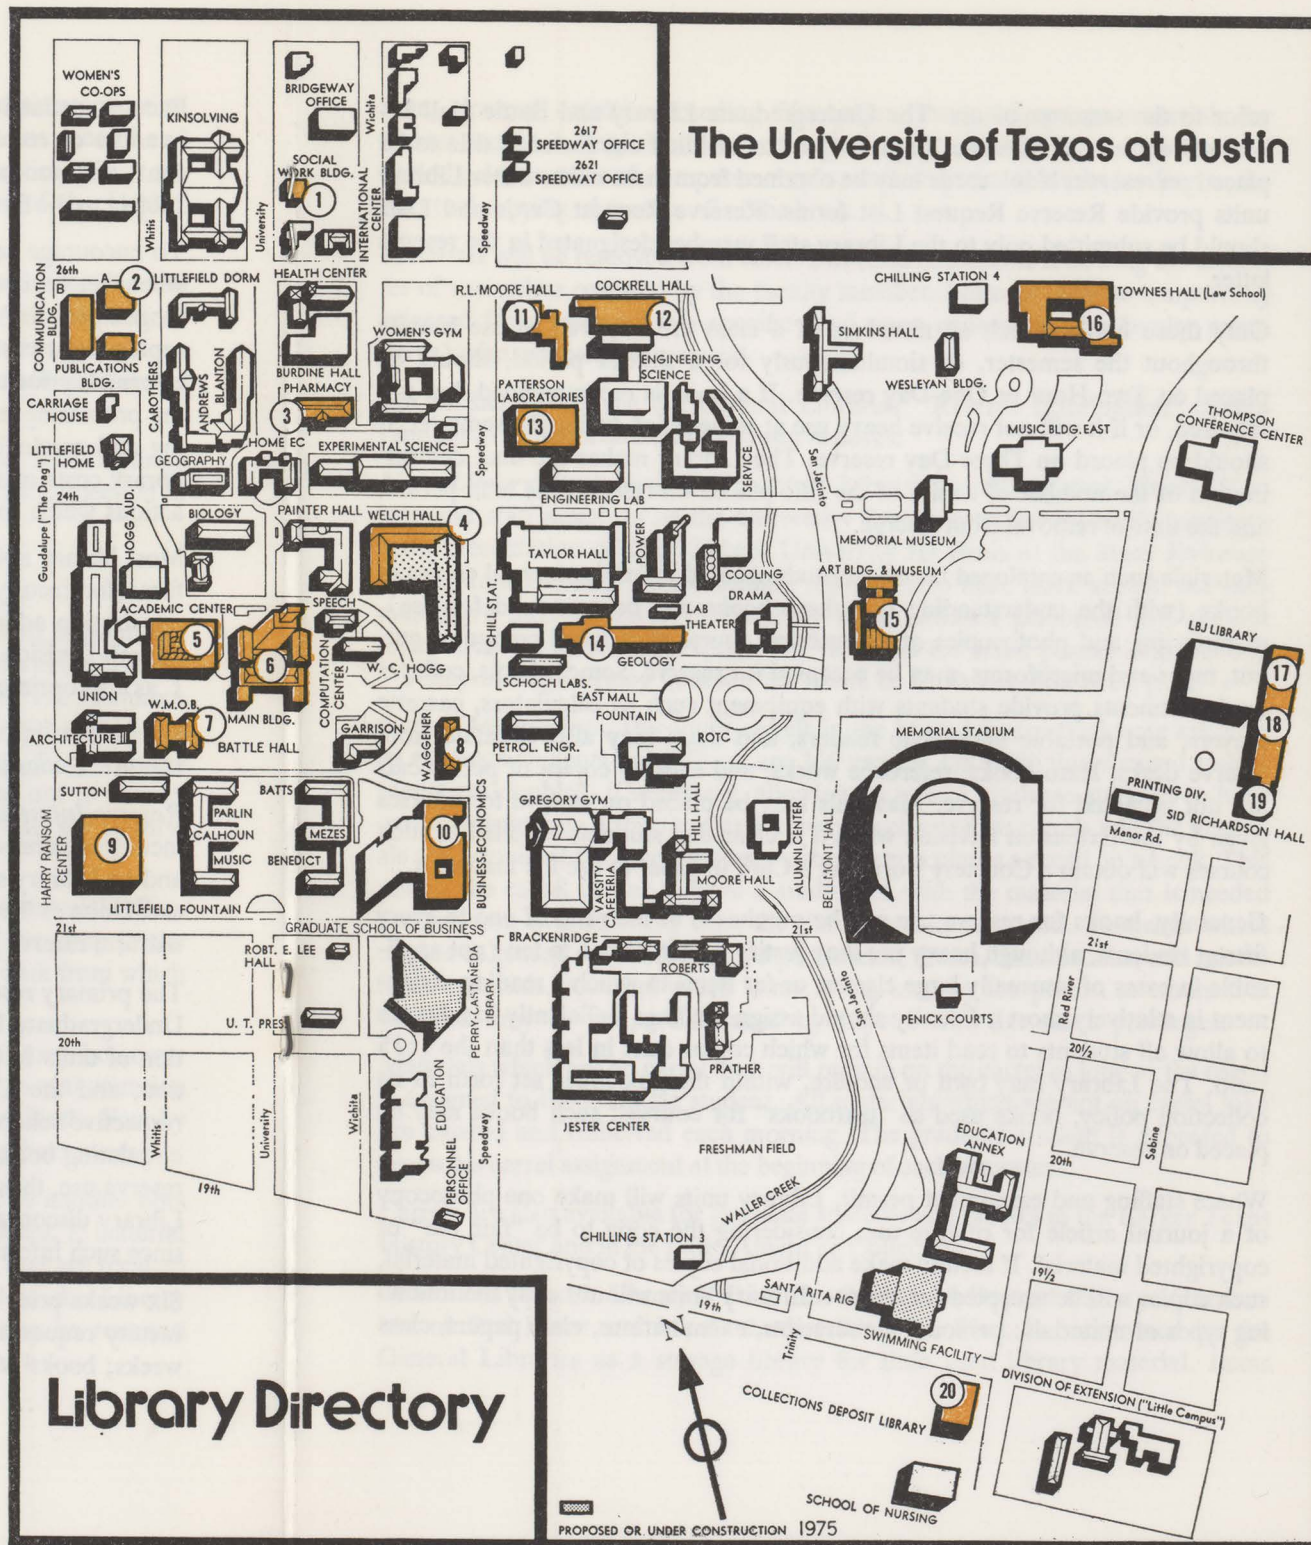 The University of Texas at Austin
WOMEN'S
CO-OPS
KINSOLVING
BRIDGEWAY
OFFICE
Wichita
SOCIAL
WORK BLDG.
1
INTERNATIONAL
CENTER
2617
SPEEDWAY OFFICE
2621
SPEEDWAY OFFICE
Whitis
University
Speedway
26th
A
2
B
C
COMMUNICATION
BLDG.
LITTLEFIELD DORM
HEALTH CENTER
R.L. MOORE HALL
COCKRELL HALL
CHILLING STATION 4
TOWNES HALL (Law School)
11
12
16
WOMEN'S GYM
SIMKINS HALL
PUBLICATIONS
BLDG.
CAROTHERS
ANDREWS
BLANTON
BURDINE HALL
PHARMACY
3
ENGINEERING
SCIENCE
WESLEYAN BLDG.
PATTERSON
LABORATORIES
13
CARRIAGE
HOUSE
THOMPSON
CONFERENCE CENTER
MUSIC BLDG. EAST
LITTLEFIELD
HOME
HOME EC
EXPERIMENTAL SCIENCE
Speedway
SERVICE
San Jacinto
GEOGRAPHY
24th
ENGINEERING LAB
Guadalupe ("The Drag")
HOGG AUD.
BIOLOGY
PAINTER HALL
WELCH HALL
4
TAYLOR HALL
POWER
MEMORIAL MUSEUM
COOLING
ART BLDG. & MUSEUM
ACADEMIC CENTER
SPEECH
CHILL STAT.
LAB
DRAMA
THEATER
15
LBJ LIBRARY
5
6
14
GEOLOGY
17
UNION
COMPUTATION
CENTER
W. C. HOGG
SCHOCH LABS.
EAST MALL
FOUNTAIN
W.M.O.B.
7
MAIN BLDG.
18
ARCHITECTURE
BATTLE HALL
GARRISON
WAGGENER
8
PETROL. ENGR.
ROTC
MEMORIAL STADIUM
PRINTING DIV.
19
SID RICHARDSON HALL
Manor Rd.
SUTTON
PARLIN
BATTS
GREGORY GYM
HILL HALL
ALUMNI CENTER
BELLMONT HALL
9
CALHOUN
MEZES
10
BUSINESS-ECONOMICS
HARRY RANSOM
CENTER
MUSIC
BENEDICT
VARSITY
CAFETERIA
MOORE HALL
LITTLEFIELD FOUNTAIN
21st
GRADUATE SCHOOL OF BUSINESS
BRACKENRIDGE
21st
21st
ROBT. E. LEE
HALL
ROBERTS
San Jacinto
Red River
PERRY-CASTAÑEDA
LIBRARY
U. T. PRESS
PENICK COURTS
20th
20½
PRATHER
EDUCATION
Whitis
University
Wichita
JESTER CENTER
EDUCATION
ANNEX
Sabine
FRESHMAN FIELD
20th
19th
PERSONNEL
OFFICE
Speedway
WALLER CREEK
CHILLING STATION 3
19½
SANTA RITA RIG
19th
Trinity
SWIMMING FACILITY
N
DIVISION OF EXTENSION ("Little Campus")
20
COLLECTIONS DEPOSIT LIBRARY
Library Directory
SCHOOL OF NURSING
PROPOSED OR UNDER CONSTRUCTION 1975